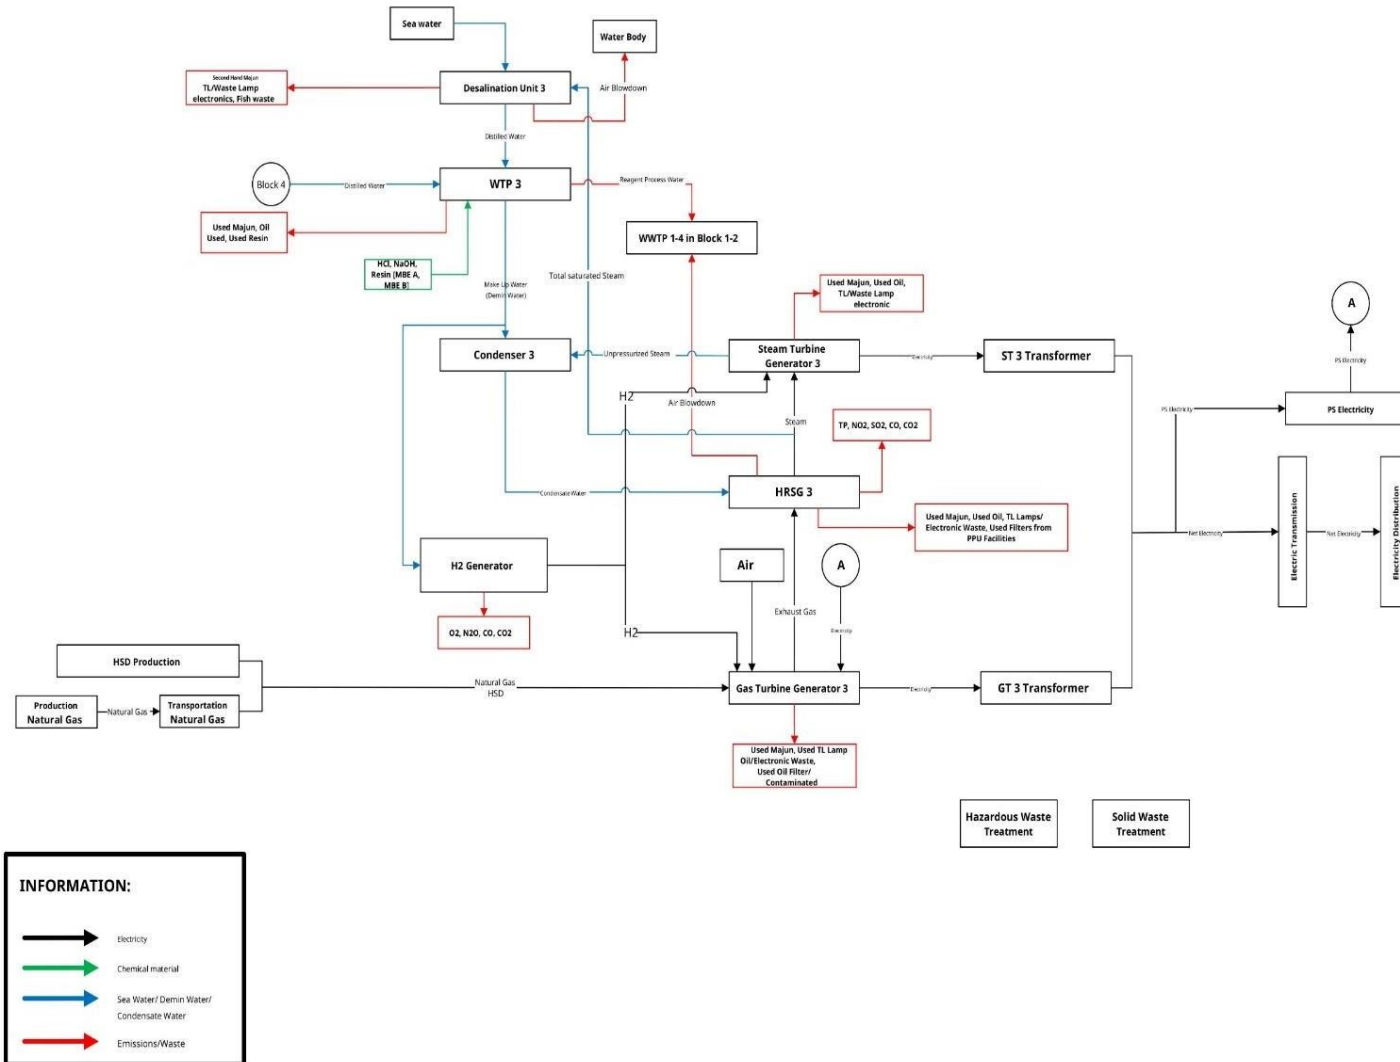 Sea water
Water Body
Second Hand Majun
TL/Waste Lamp
electronics, Fish waste
Desalination Unit 3
Air Blowdown
Distilled Water
Block 4
Distilled Water
WTP 3
Reagent Process Water
Used Majun, Oil
Used, Used Resin
WWTP 1-4 in Block 1-2
HCl, NaOH,
Resin [MBE A,
MBE B]
Total saturated Steam
Make Up Water
(Demin Water)
Used Majun, Used Oil,
TL/Waste Lamp
electronic
A
Condenser 3
Unpressurized Steam
Steam Turbine
Generator 3
Electricity
ST 3 Transformer
PS Electricity
H2
Air Blowdown
Steam
TP, NO2, SO2, CO, CO2
PS Electricity
PS Electricity
Condensate Water
HRSG 3
Used Majun, Used Oil, TL Lamps/
Electronic Waste, Used Filters from
PPU Facilities
Net Electricity
Electric Transmission
Net Electricity
Electricity Distribution
H2 Generator
Air
A
Exhaust Gas
Electricity
O2, N2O, CO, CO2
H2
HSD Production
Natural Gas
HSD
Production
Natural Gas
Natural Gas
Transportation
Natural Gas
Gas Turbine Generator 3
Electricity
GT 3 Transformer
Used Majun, Used TL Lamp
Oil/Electronic Waste,
Used Oil Filter/
Contaminated
Hazardous Waste
Treatment
Solid Waste
Treatment
INFORMATION:
Electricity
Chemical material
Sea Water/ Demin Water/
Condensate Water
Emissions/Waste